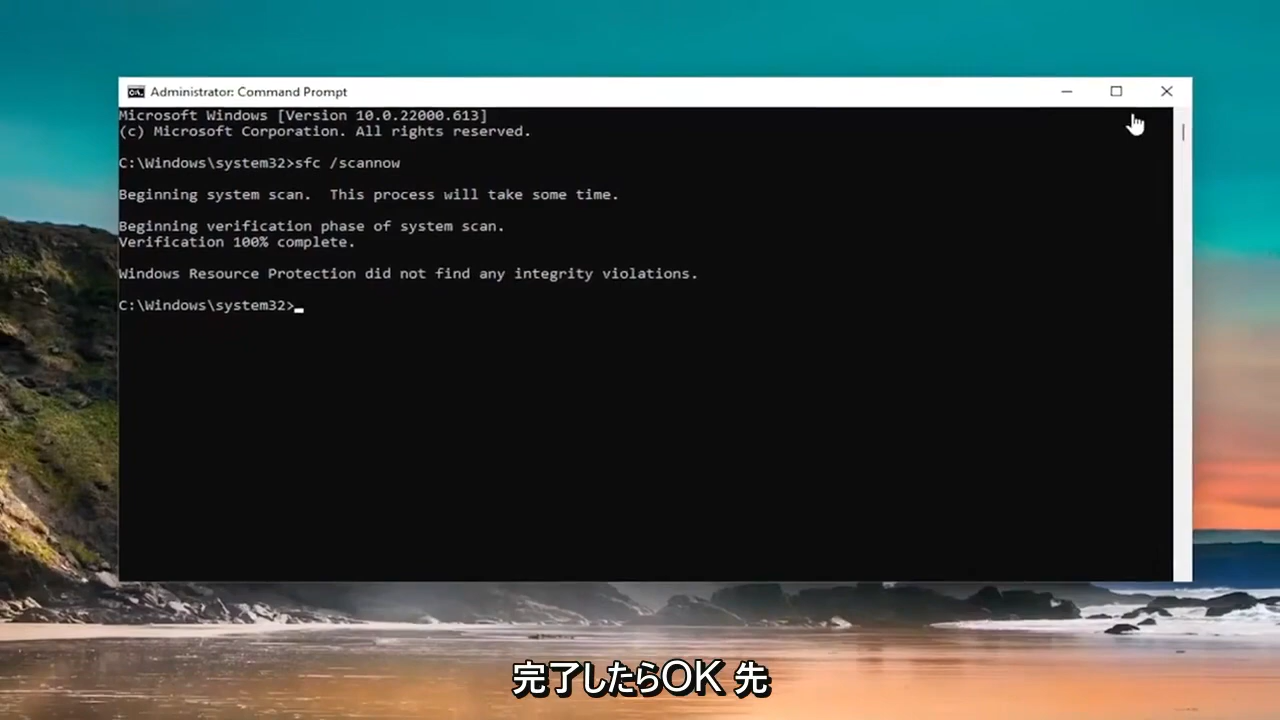 Administrator: Command Prompt
Microsoft Windows [Version 10.0.22000.613]
(c) Microsoft Corporation. All rights reserved.
C:\Windows\system32>sfc /scannow
Beginning system scan.  This process will take some time.
Beginning verification phase of system scan.
Verification 100% complete.
Windows Resource Protection did not find any integrity violations.
C:\Windows\system32>
完了したらOK 先